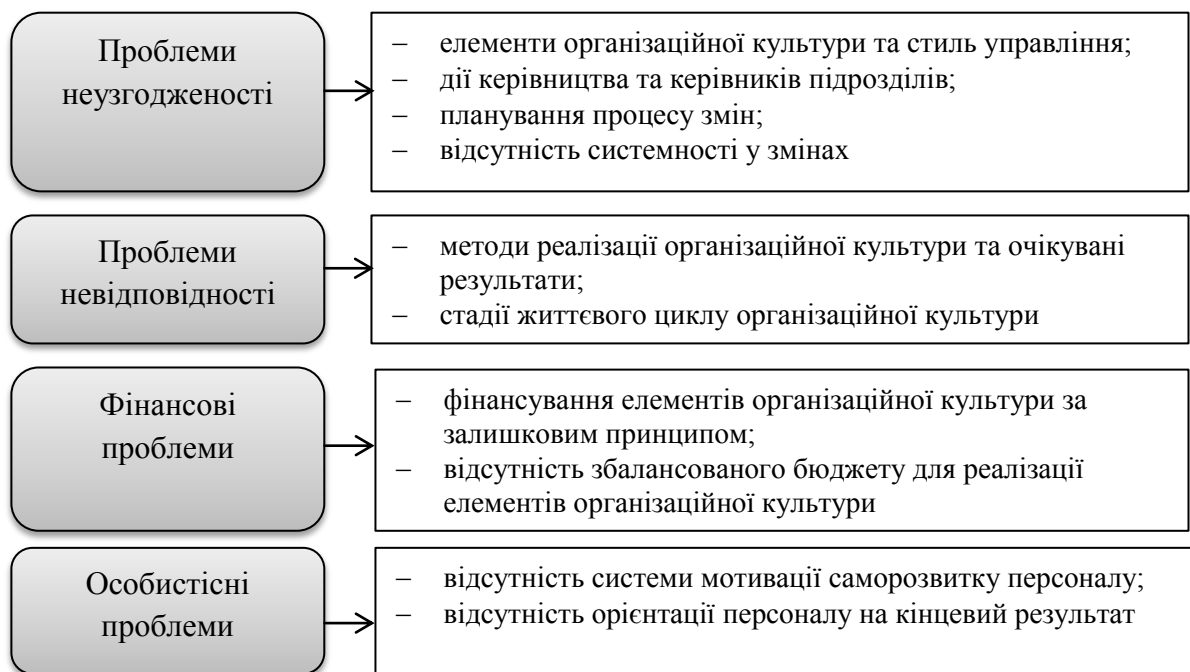 Проблеми
неузгодженості
– елементи організаційної культури та стиль управління;
– дії керівництва та керівників підрозділів;
– планування процесу змін;
– відсутність системності у змінах
Проблеми
невідповідності
– методи реалізації організаційної культури та очікувані
результати;
– стадії життєвого циклу організаційної культури
Фінансові
проблеми
– фінансування елементів організаційної культури за
залишковим принципом;
– відсутність збалансованого бюджету для реалізації
елементів організаційної культури
Особистісні
проблеми
– відсутність системи мотивації саморозвитку персоналу;
– відсутність орієнтації персоналу на кінцевий результат